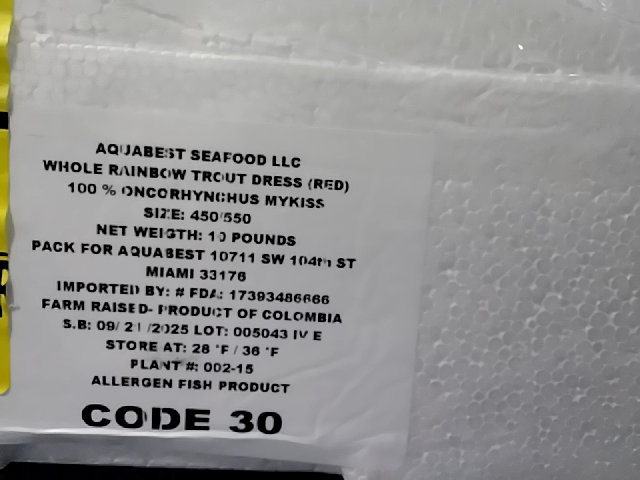 AQUABEST SEAFOOD LLC
WHOLE RAINBOW TROUT DRESS (RED)
100 % ONCORHYNCHUS MYKISS
SIZE: 450/550
NET WEIGTH: 10 POUNDS
PACK FOR AQUABEST 10711 SW 104th ST
MIAMI 33176
IMPORTED BY: # FDA: 17393486666
FARM RAISED- PRODUCT OF COLOMBIA
S.B: 09/ 21 /2025 LOT: 005043 IV E
STORE AT: 28 °F / 36 °F
PLANT #: 002-15
ALLERGEN FISH PRODUCT
CODE 30